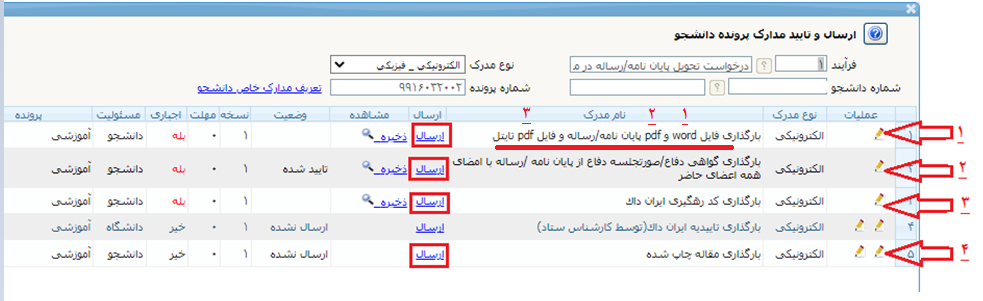 ارسال و تایید مدارک پرونده دانشجو
فرآیند ۱ درخواست تحویل پایان نامه/رساله در م نوع مدرک الکترونیکی _ فیزیکی
شماره دانشجو شماره پرونده ۹۹۱۶۰۳۲۰۰۲ تعریف مدارک خاص دانشجو
۱ ۲ ۳
عملیات نوع مدرک نام مدرک ارسال مشاهده وضعیت نسخه مهلت اجباری مسئولیت پرونده
۱ الکترونیکی بارگذاری فایل word و pdf پایان نامه/رساله و فایل pdf تایتل ارسال ذخیره ۱ ۰ بله دانشجو آموزشی ۱
۲ الکترونیکی بارگذاری گواهی دفاع/صورتجلسه دفاع از پایان نامه /رساله با امضای ارسال ذخیره تایید شده ۱ ۰ بله دانشجو آموزشی ۲
همه اعضای حاضر
۳ الکترونیکی بارگذاری کد رهگیری ایران داک ارسال ذخیره ۱ ۰ بله دانشجو آموزشی ۳
۴ الکترونیکی بارگذاری تاییدیه ایران داک(توسط کارشناس ستاد) ارسال ارسال نشده ۱ ۰ خیر دانشگاه آموزشی
۵ الکترونیکی بارگذاری مقاله چاپ شده ارسال ارسال نشده ۱ ۰ خیر دانشجو آموزشی ۴